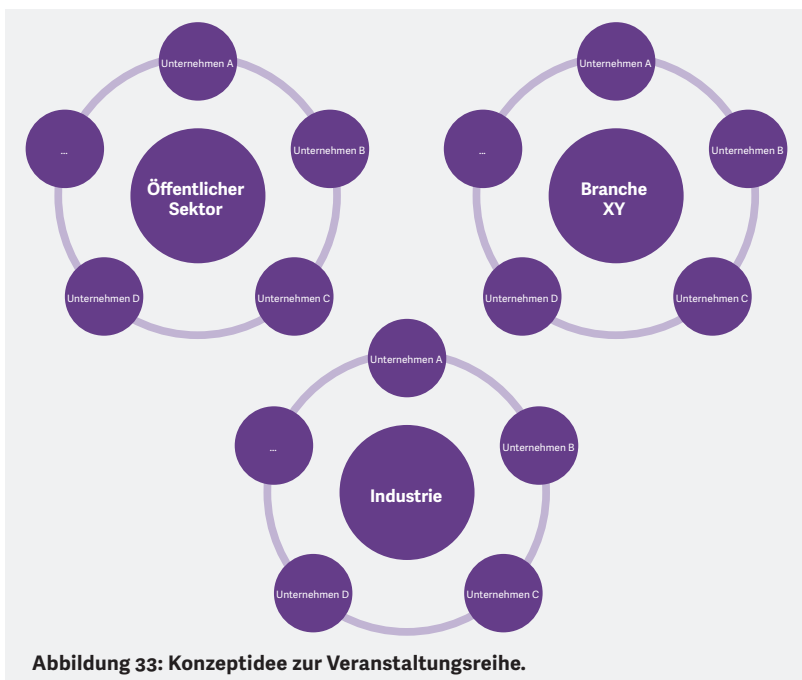 Unternehmen A
...
Unternehmen B
Öffentlicher
Sektor
Unternehmen D
Unternehmen C
Unternehmen A
...
Unternehmen B
Branche
XY
Unternehmen D
Unternehmen C
Unternehmen A
...
Unternehmen B
Industrie
Unternehmen D
Unternehmen C
Abbildung 33: Konzeptidee zur Veranstaltungsreihe.